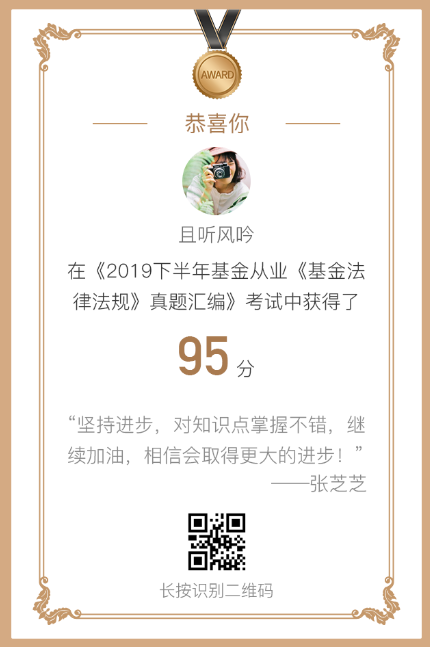 AWARD
恭喜你
且听风吟
在《2019下半年基金从业《基金法
律法规》真题汇编》考试中获得了
95 分
“坚持进步，对知识点掌握不错，继
续加油，相信会取得更大的进步！”
——张芝芝
长按识别二维码